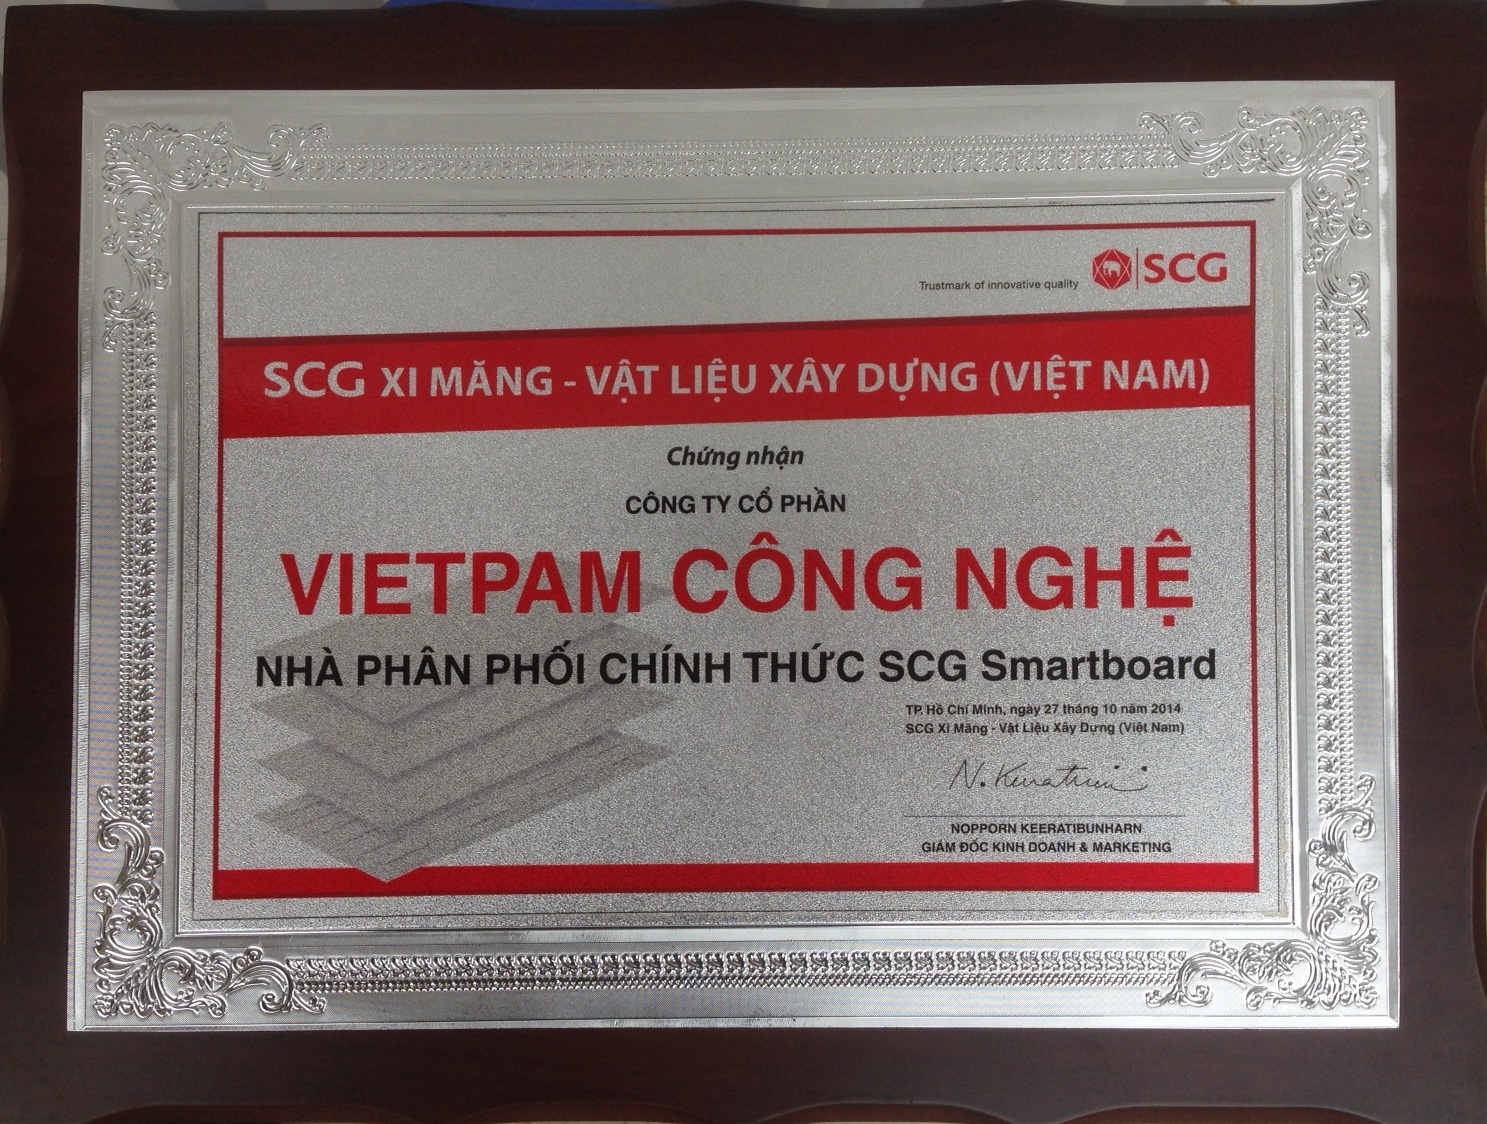 Trustmark of innovative quality SCG
SCG XI MĂNG - VẬT LIỆU XÂY DỰNG (VIỆT NAM)
Chứng nhận
CÔNG TY CỔ PHẦN
VIETPAM CÔNG NGHỆ
NHÀ PHÂN PHỐI CHÍNH THỨC SCG Smartboard
TP. Hồ Chí Minh, ngày 27 tháng 10 năm 2014
SCG Xi Măng - Vật Liệu Xây Dựng (Việt Nam)
NOPPORN KEERATIBUNHARN
GIÁM ĐỐC KINH DOANH & MARKETING